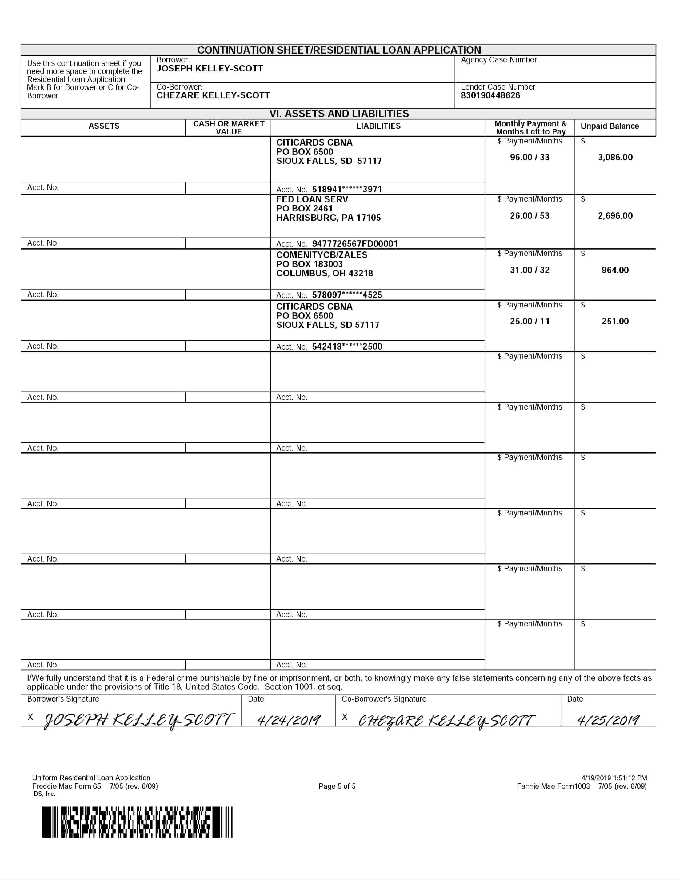 CONTINUATION SHEET/RESIDENTIAL LOAN APPLICATION
Use this continuation sheet if you
need more space to complete the
Residential Loan Application
Mark B for Borrower or C for Co-
Borrower.
Borrower:
JOSEPH KELLEY-SCOTT
Agency Case Number
Co-Borrower:
CHEZARE KELLEY-SCOTT
Lender Case Number
830190448626
VI. ASSETS AND LIABILITIES
ASSETS
CASH OR MARKET
VALUE
LIABILITIES
Monthly Payment &
Months Left to Pay
Unpaid Balance
CITICARDS CBNA
PO BOX 6500
SIOUX FALLS, SD 57117
$ Payment/Months
96.00 / 33
$
3,086.00
Acct. No.
Acct. No. 518941******3971
FED LOAN SERV
PO BOX 2461
HARRISBURG, PA 17105
$ Payment/Months
26.00 / 53
$
2,696.00
Acct. No.
Acct. No. 9477726567FD00001
COMENITYCB/ZALES
PO BOX 183003
COLUMBUS, OH 43218
$ Payment/Months
31.00 / 32
$
964.00
Acct. No.
Acct. No. 578097******4525
CITICARDS CBNA
PO BOX 6500
SIOUX FALLS, SD 57117
$ Payment/Months
25.00 / 11
$
251.00
Acct. No.
Acct. No. 542418******2500
$ Payment/Months
$
Acct. No.
Acct. No.
$ Payment/Months
$
Acct. No.
Acct. No.
$ Payment/Months
$
Acct. No.
Acct. No.
$ Payment/Months
$
Acct. No.
Acct. No.
$ Payment/Months
$
Acct. No.
Acct. No.
$ Payment/Months
$
Acct. No.
Acct. No.
I/We fully understand that it is a Federal crime punishable by fine or imprisonment, or both, to knowingly make any false statements concerning any of the above facts as
applicable under the provisions of Title 18, United States Code, Section 1001, et seq.
Borrower's Signature
Date
Co-Borrower's Signature
Date
X JOSEPH KELLEY-SCOTT
4/24/2019
X CHEZARE KELLEY-SCOTT
4/25/2019
Uniform Residential Loan Application
Freddie Mac Form 65 7/05 (rev. 6/09)
IDS, Inc.
Page 5 of 5
4/19/2019 1:51:12 PM
Fannie Mae Form1003 7/05 (rev. 6/09)